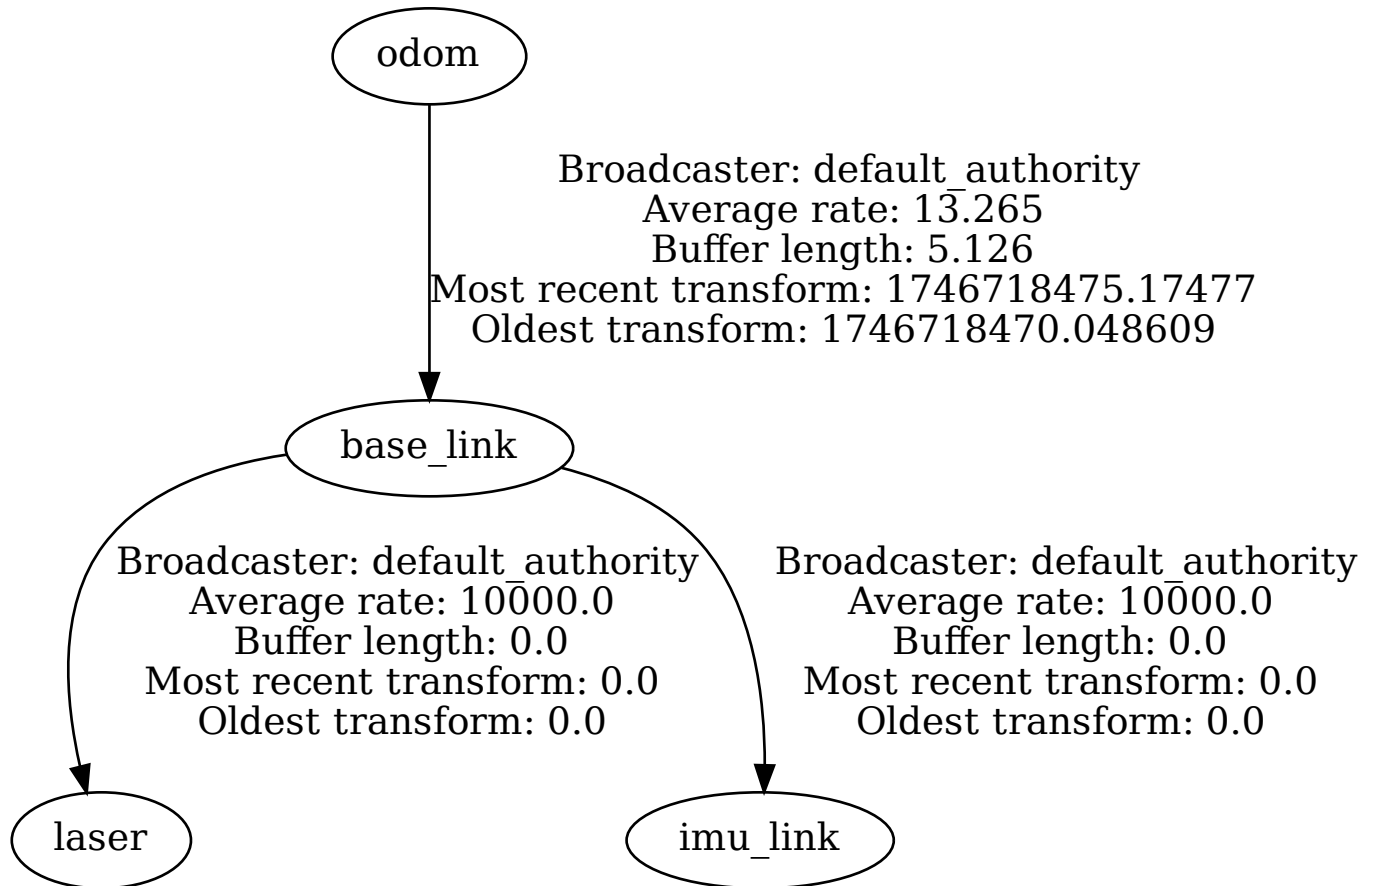 odom
Broadcaster: default_authority
Average rate: 13.265
Buffer length: 5.126
Most recent transform: 1746718475.17477
Oldest transform: 1746718470.048609
base_link
Broadcaster: default_authority
Average rate: 10000.0
Buffer length: 0.0
Most recent transform: 0.0
Oldest transform: 0.0
Broadcaster: default_authority
Average rate: 10000.0
Buffer length: 0.0
Most recent transform: 0.0
Oldest transform: 0.0
laser
imu_link